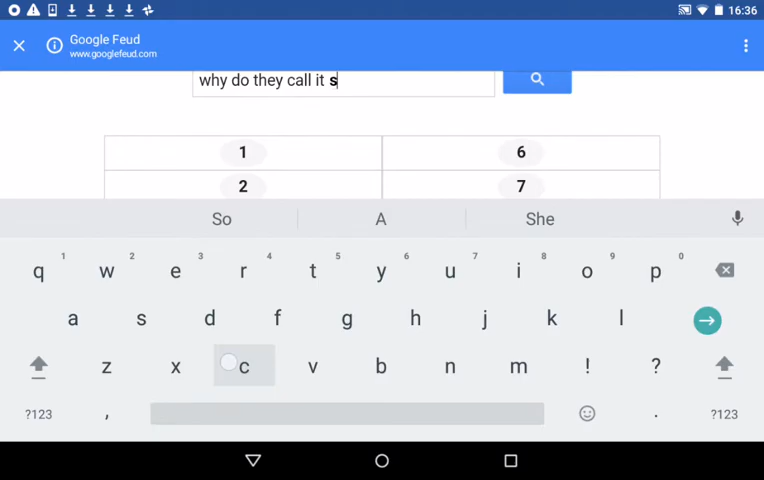 16:36
Google Feud
www.googlefeud.com
why do they call it s
1 6
2 7
So A She
1 2 3 4 5 6 7 8 9 0
q w e r t y u i o p
a s d f g h j k l
z x c v b n m ! ?
?123 , . ?123